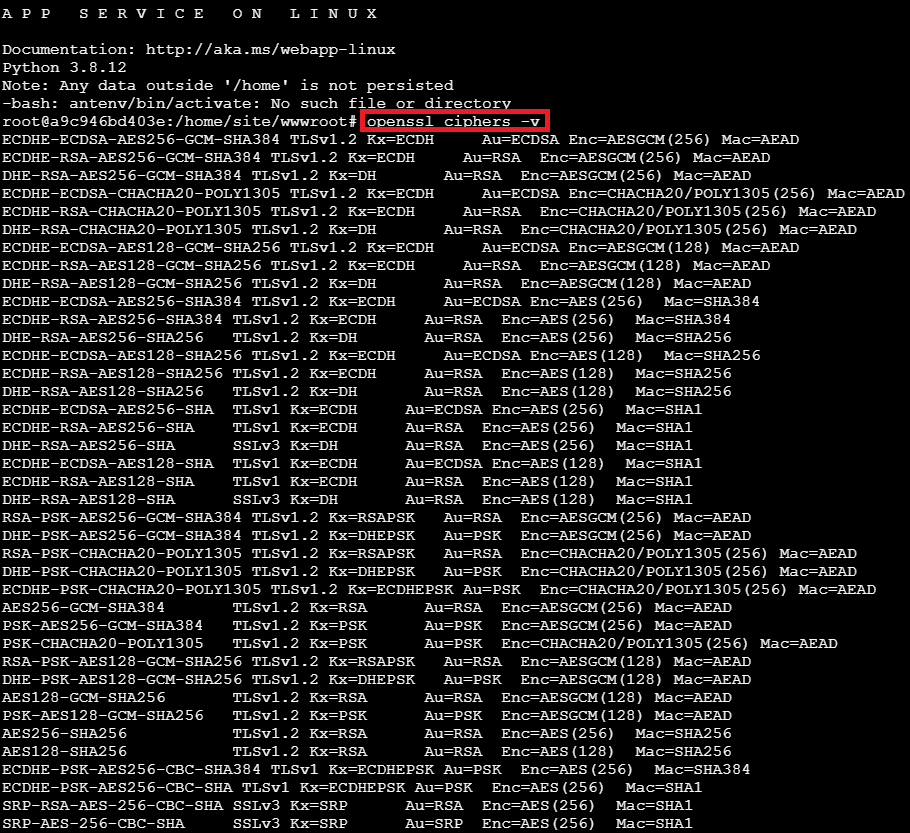 A P P   S E R V I C E   O N   L I N U X
Documentation: http://aka.ms/webapp-linux
Python 3.8.12
Note: Any data outside '/home' is not persisted
-bash: antenv/bin/activate: No such file or directory
root@a9c946bd403e:/home/site/wwwroot# openssl ciphers -v
ECDHE-ECDSA-AES256-GCM-SHA384 TLSv1.2 Kx=ECDH     Au=ECDSA Enc=AESGCM(256) Mac=AEAD
ECDHE-RSA-AES256-GCM-SHA384 TLSv1.2 Kx=ECDH     Au=RSA  Enc=AESGCM(256) Mac=AEAD
DHE-RSA-AES256-GCM-SHA384 TLSv1.2 Kx=DH       Au=RSA  Enc=AESGCM(256) Mac=AEAD
ECDHE-ECDSA-CHACHA20-POLY1305 TLSv1.2 Kx=ECDH     Au=ECDSA Enc=CHACHA20/POLY1305(256) Mac=AEAD
ECDHE-RSA-CHACHA20-POLY1305 TLSv1.2 Kx=ECDH     Au=RSA  Enc=CHACHA20/POLY1305(256) Mac=AEAD
DHE-RSA-CHACHA20-POLY1305 TLSv1.2 Kx=DH       Au=RSA  Enc=CHACHA20/POLY1305(256) Mac=AEAD
ECDHE-ECDSA-AES128-GCM-SHA256 TLSv1.2 Kx=ECDH     Au=ECDSA Enc=AESGCM(128) Mac=AEAD
ECDHE-RSA-AES128-GCM-SHA256 TLSv1.2 Kx=ECDH     Au=RSA  Enc=AESGCM(128) Mac=AEAD
DHE-RSA-AES128-GCM-SHA256 TLSv1.2 Kx=DH       Au=RSA  Enc=AESGCM(128) Mac=AEAD
ECDHE-ECDSA-AES256-SHA384 TLSv1.2 Kx=ECDH     Au=ECDSA Enc=AES(256)  Mac=SHA384
ECDHE-RSA-AES256-SHA384 TLSv1.2 Kx=ECDH     Au=RSA  Enc=AES(256)  Mac=SHA384
DHE-RSA-AES256-SHA256   TLSv1.2 Kx=DH       Au=RSA  Enc=AES(256)  Mac=SHA256
ECDHE-ECDSA-AES128-SHA256 TLSv1.2 Kx=ECDH     Au=ECDSA Enc=AES(128)  Mac=SHA256
ECDHE-RSA-AES128-SHA256 TLSv1.2 Kx=ECDH     Au=RSA  Enc=AES(128)  Mac=SHA256
DHE-RSA-AES128-SHA256   TLSv1.2 Kx=DH       Au=RSA  Enc=AES(128)  Mac=SHA256
ECDHE-ECDSA-AES256-SHA  TLSv1 Kx=ECDH     Au=ECDSA Enc=AES(256)  Mac=SHA1
ECDHE-RSA-AES256-SHA    TLSv1 Kx=ECDH     Au=RSA  Enc=AES(256)  Mac=SHA1
DHE-RSA-AES256-SHA      SSLv3 Kx=DH       Au=RSA  Enc=AES(256)  Mac=SHA1
ECDHE-ECDSA-AES128-SHA  TLSv1 Kx=ECDH     Au=ECDSA Enc=AES(128)  Mac=SHA1
ECDHE-RSA-AES128-SHA    TLSv1 Kx=ECDH     Au=RSA  Enc=AES(128)  Mac=SHA1
DHE-RSA-AES128-SHA      SSLv3 Kx=DH       Au=RSA  Enc=AES(128)  Mac=SHA1
RSA-PSK-AES256-GCM-SHA384 TLSv1.2 Kx=RSAPSK   Au=RSA  Enc=AESGCM(256) Mac=AEAD
DHE-PSK-AES256-GCM-SHA384 TLSv1.2 Kx=DHEPSK   Au=PSK  Enc=AESGCM(256) Mac=AEAD
RSA-PSK-CHACHA20-POLY1305 TLSv1.2 Kx=RSAPSK   Au=RSA  Enc=CHACHA20/POLY1305(256) Mac=AEAD
DHE-PSK-CHACHA20-POLY1305 TLSv1.2 Kx=DHEPSK   Au=PSK  Enc=CHACHA20/POLY1305(256) Mac=AEAD
ECDHE-PSK-CHACHA20-POLY1305 TLSv1.2 Kx=ECDHEPSK Au=PSK  Enc=CHACHA20/POLY1305(256) Mac=AEAD
AES256-GCM-SHA384       TLSv1.2 Kx=RSA      Au=RSA  Enc=AESGCM(256) Mac=AEAD
PSK-AES256-GCM-SHA384   TLSv1.2 Kx=PSK      Au=PSK  Enc=AESGCM(256) Mac=AEAD
PSK-CHACHA20-POLY1305   TLSv1.2 Kx=PSK      Au=PSK  Enc=CHACHA20/POLY1305(256) Mac=AEAD
RSA-PSK-AES128-GCM-SHA256 TLSv1.2 Kx=RSAPSK   Au=RSA  Enc=AESGCM(128) Mac=AEAD
DHE-PSK-AES128-GCM-SHA256 TLSv1.2 Kx=DHEPSK   Au=PSK  Enc=AESGCM(128) Mac=AEAD
AES128-GCM-SHA256       TLSv1.2 Kx=RSA      Au=RSA  Enc=AESGCM(128) Mac=AEAD
PSK-AES128-GCM-SHA256   TLSv1.2 Kx=PSK      Au=PSK  Enc=AESGCM(128) Mac=AEAD
AES256-SHA256           TLSv1.2 Kx=RSA      Au=RSA  Enc=AES(256)  Mac=SHA256
AES128-SHA256           TLSv1.2 Kx=RSA      Au=RSA  Enc=AES(128)  Mac=SHA256
ECDHE-PSK-AES256-CBC-SHA384 TLSv1 Kx=ECDHEPSK Au=PSK  Enc=AES(256)  Mac=SHA384
ECDHE-PSK-AES256-CBC-SHA TLSv1 Kx=ECDHEPSK Au=PSK  Enc=AES(256)  Mac=SHA1
SRP-RSA-AES-256-CBC-SHA SSLv3 Kx=SRP      Au=RSA  Enc=AES(256)  Mac=SHA1
SRP-AES-256-CBC-SHA     SSLv3 Kx=SRP      Au=SRP  Enc=AES(256)  Mac=SHA1